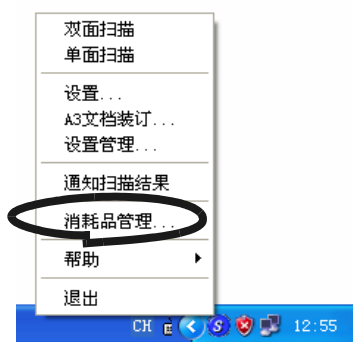 双面扫描
单面扫描
设置...
A3文档装订...
设置管理...
通知扫描结果
消耗品管理...
帮助
退出
CH S 12:55